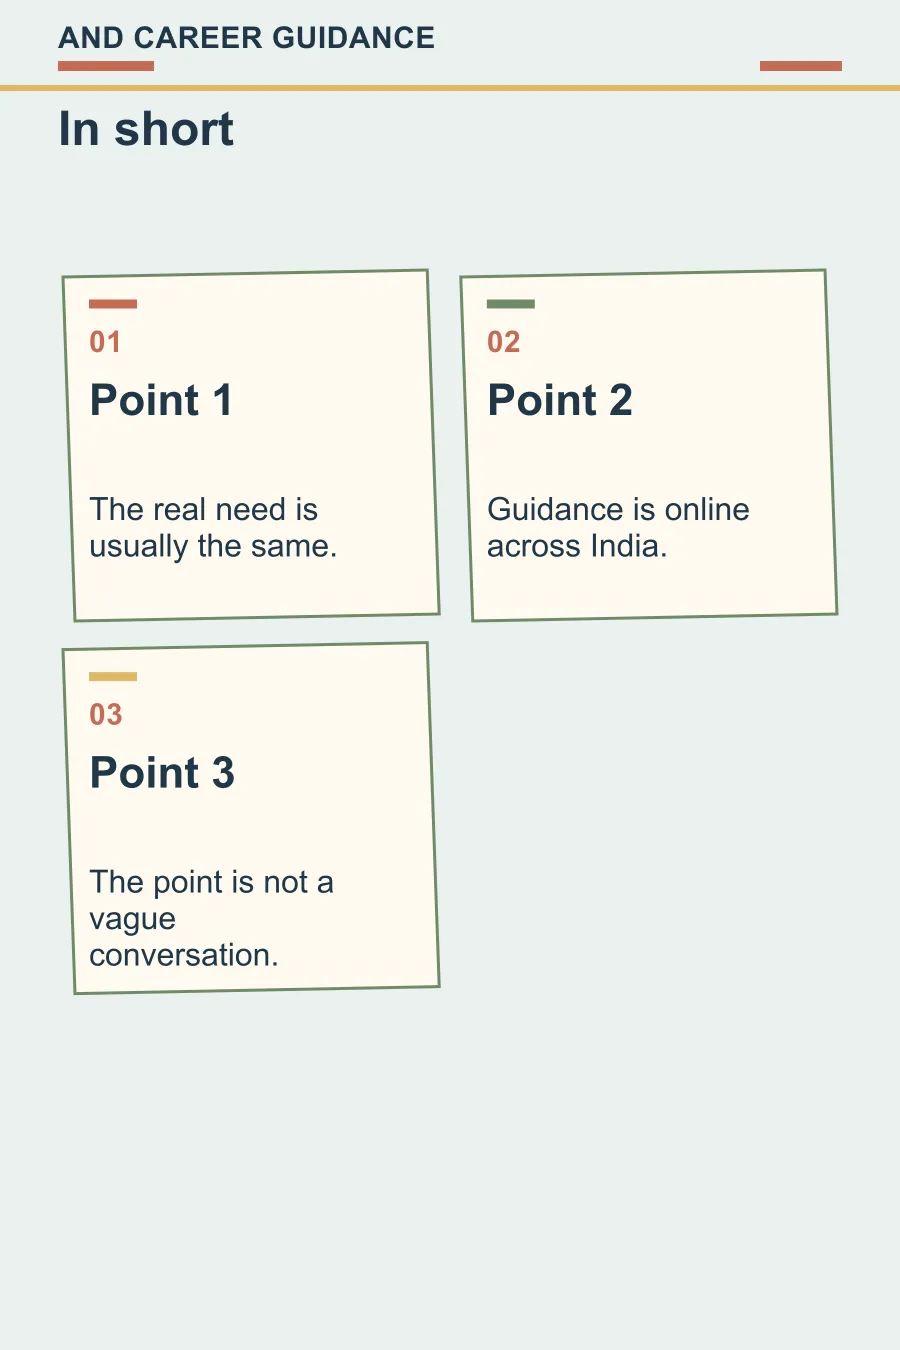 AND CAREER GUIDANCE
In short
01
Point 1
The real need is
usually the same.
02
Point 2
Guidance is online
across India.
03
Point 3
The point is not a
vague
conversation.